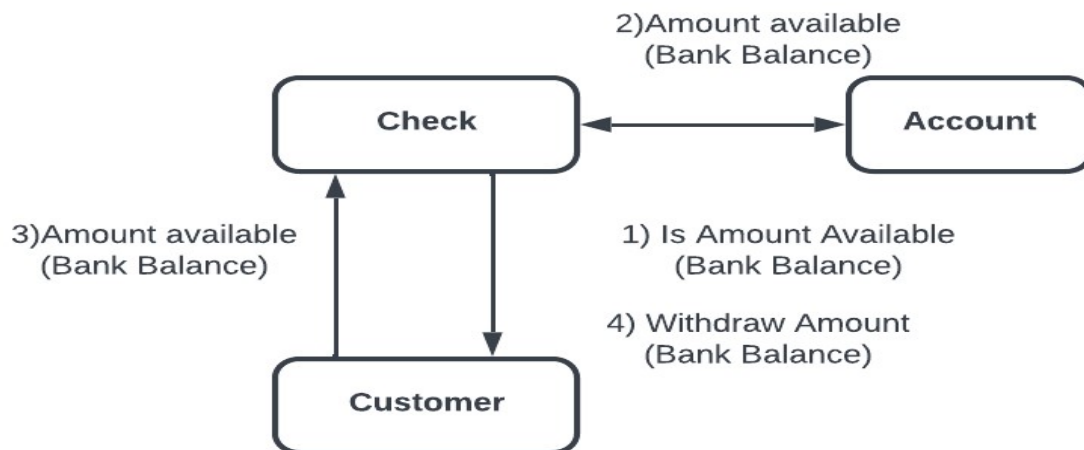 2)Amount available
(Bank Balance)
Check
Account
3)Amount available
(Bank Balance)
1) Is Amount Available
(Bank Balance)
4) Withdraw Amount
(Bank Balance)
Customer